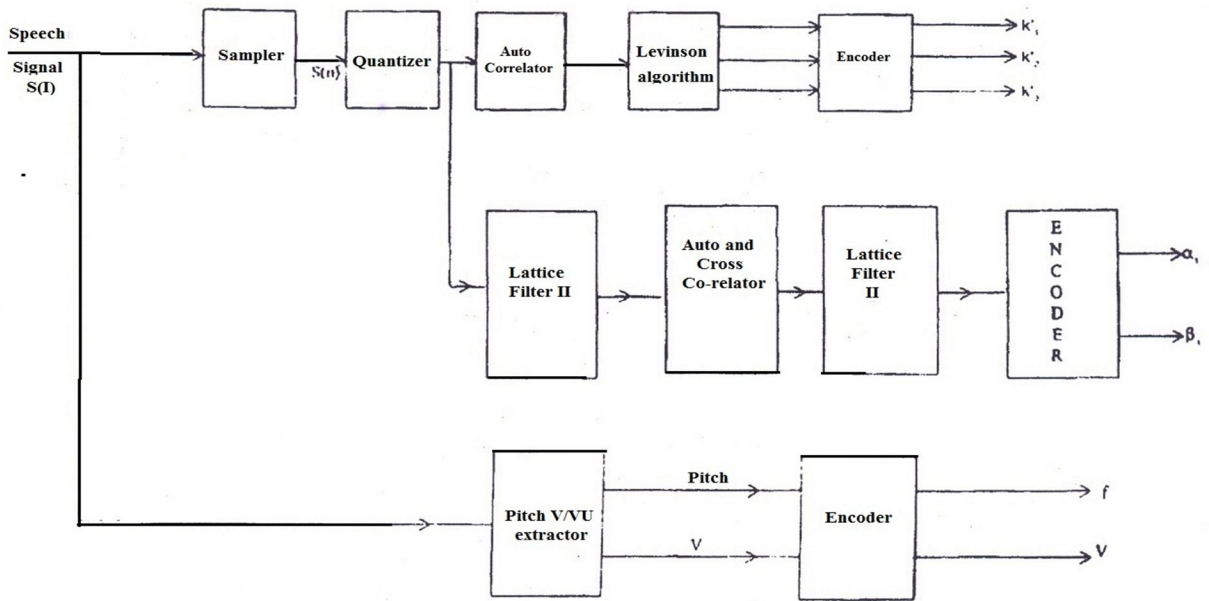 Speech
Signal
S(I)
Sampler
S(n)
Quantizer
Auto
Correlator
Levinson
algorithm
Encoder
k'₁
k'₂
k'₃
Lattice
Filter II
Auto and
Cross
Co-relator
Lattice
Filter
II
E
N
C
O
D
E
R
α₁
β₁
Pitch V/VU
extractor
Pitch
V
Encoder
f
V